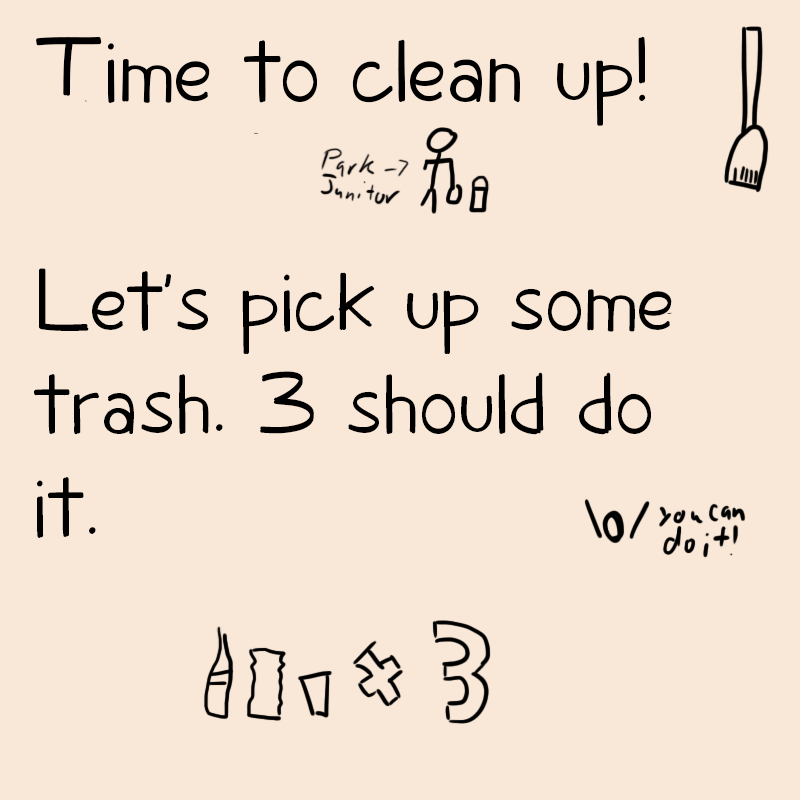 Time to clean up!
Park ->
Junitor
Let's pick up some
trash. 3 should do
it.
\o/ you can
do it!
3